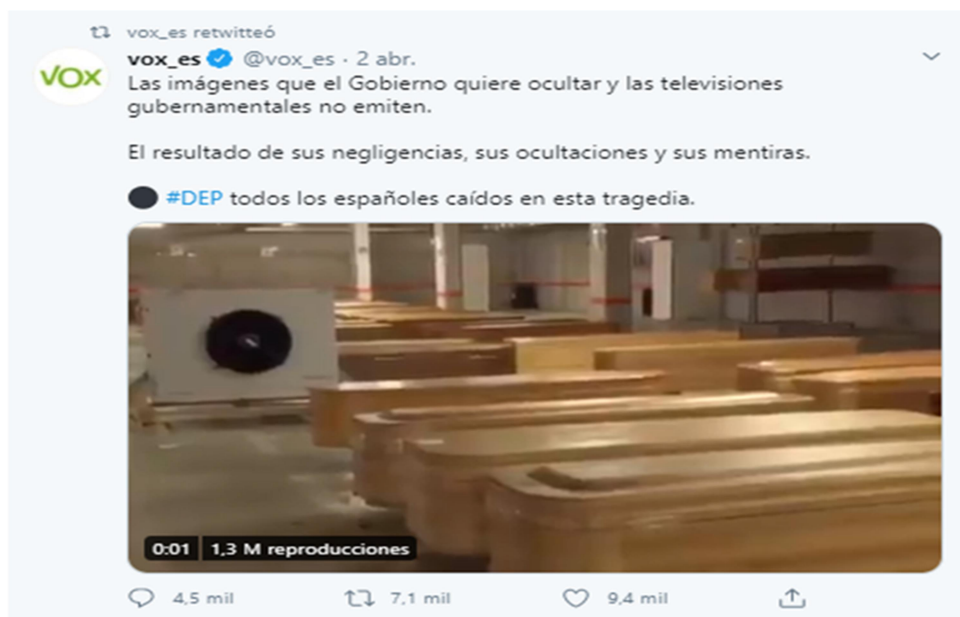 vox_es retwitteó
vox_es @vox_es · 2 abr.
VOX
Las imágenes que el Gobierno quiere ocultar y las televisiones
gubernamentales no emiten.
El resultado de sus negligencias, sus ocultaciones y sus mentiras.
#DEP todos los españoles caídos en esta tragedia.
0:01 1,3 M reproducciones
4,5 mil 7,1 mil 9,4 mil